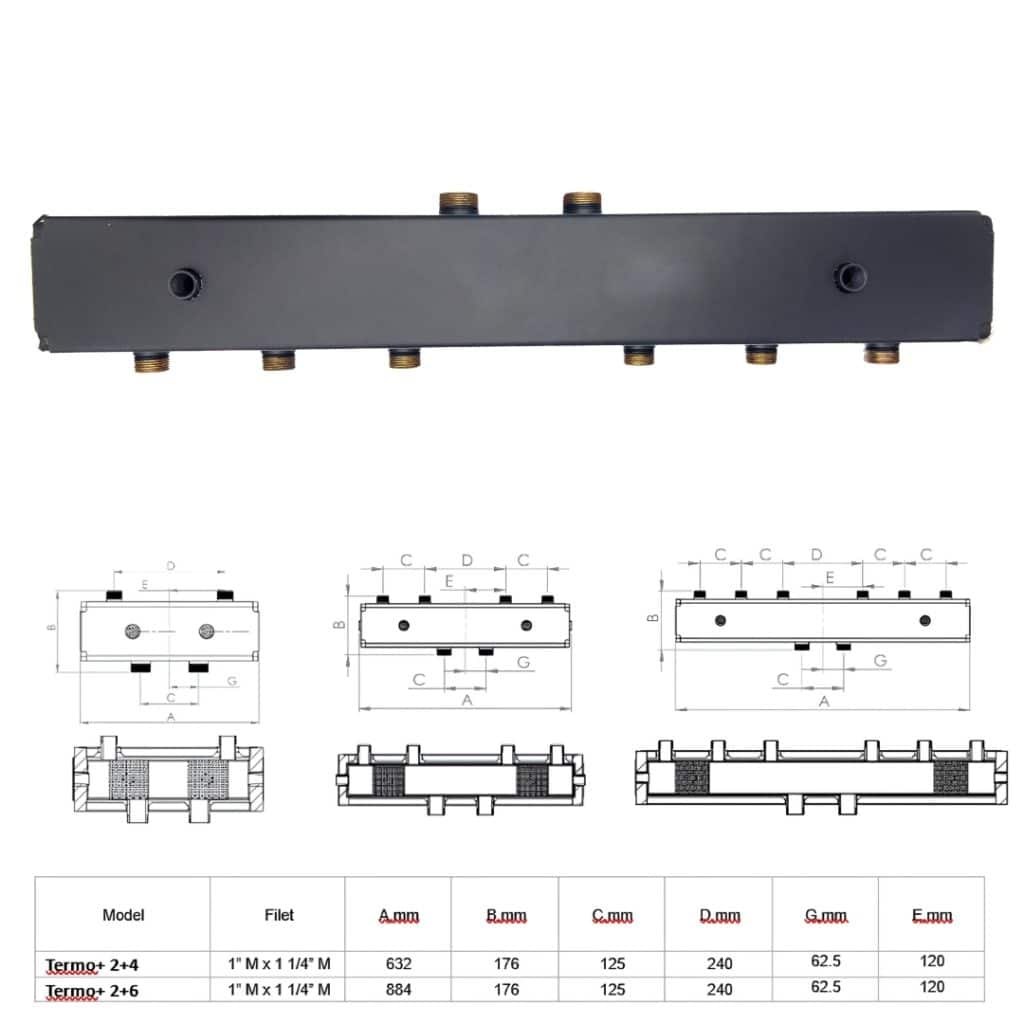 D
E
B
G
C
A
C D C
E
B
G
C
A
C C D C C
E
B
G
C
A
Model Filet A.mm B.mm C.mm D.mm G.mm E.mm
Termo+ 2+4 1" M x 1 1/4" M 632 176 125 240 62.5 120
Termo+ 2+6 1" M x 1 1/4" M 884 176 125 240 62.5 120